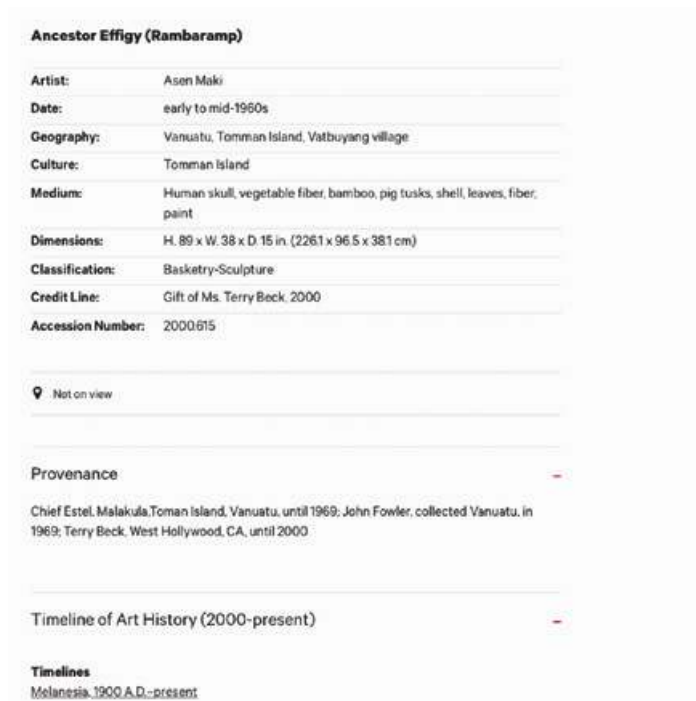 Ancestor Effigy (Rambaramp)
Artist: Asen Maki
Date: early to mid-1960s
Geography: Vanuatu, Tomman Island, Vatbuyang village
Culture: Tomman Island
Medium: Human skull, vegetable fiber, bamboo, pig tusks, shell, leaves, fiber,
paint
Dimensions: H. 89 x W. 38 x D. 15 in. (226.1 x 96.5 x 38.1 cm)
Classification: Basketry-Sculpture
Credit Line: Gift of Ms. Terry Beck, 2000
Accession Number: 2000.615
Not on view
Provenance
Chief Estel, Malakula,Toman Island, Vanuatu, until 1969; John Fowler, collected Vanuatu, in
1969; Terry Beck, West Hollywood, CA, until 2000
Timeline of Art History (2000-present)
Timelines
Melanesia, 1900 A.D.-present